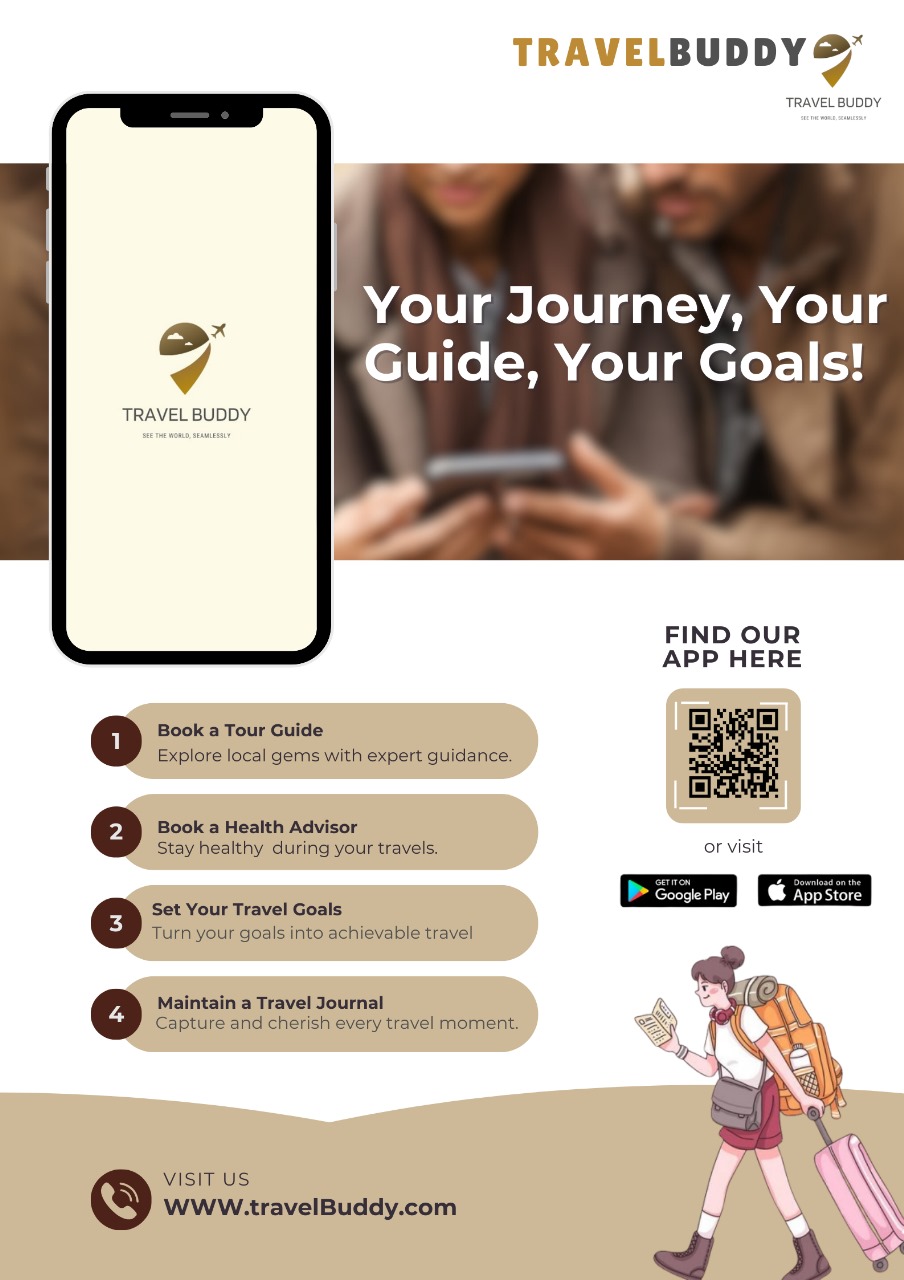 TRAVELBUDDY
TRAVEL BUDDY
SEE THE WORLD, SEAMLESSLY
Your Journey, Your
Guide, Your Goals!
TRAVEL BUDDY
SEE THE WORLD, SEAMLESSLY
FIND OUR
APP HERE
1
Book a Tour Guide
Explore local gems with expert guidance.
2
Book a Health Advisor
Stay healthy  during your travels.
3
Set Your Travel Goals
Turn your goals into achievable travel
4
Maintain a Travel Journal
Capture and cherish every travel moment.
or visit
GET IT ON
Google Play
Download on the
App Store
VISIT US
WWW.travelBuddy.com